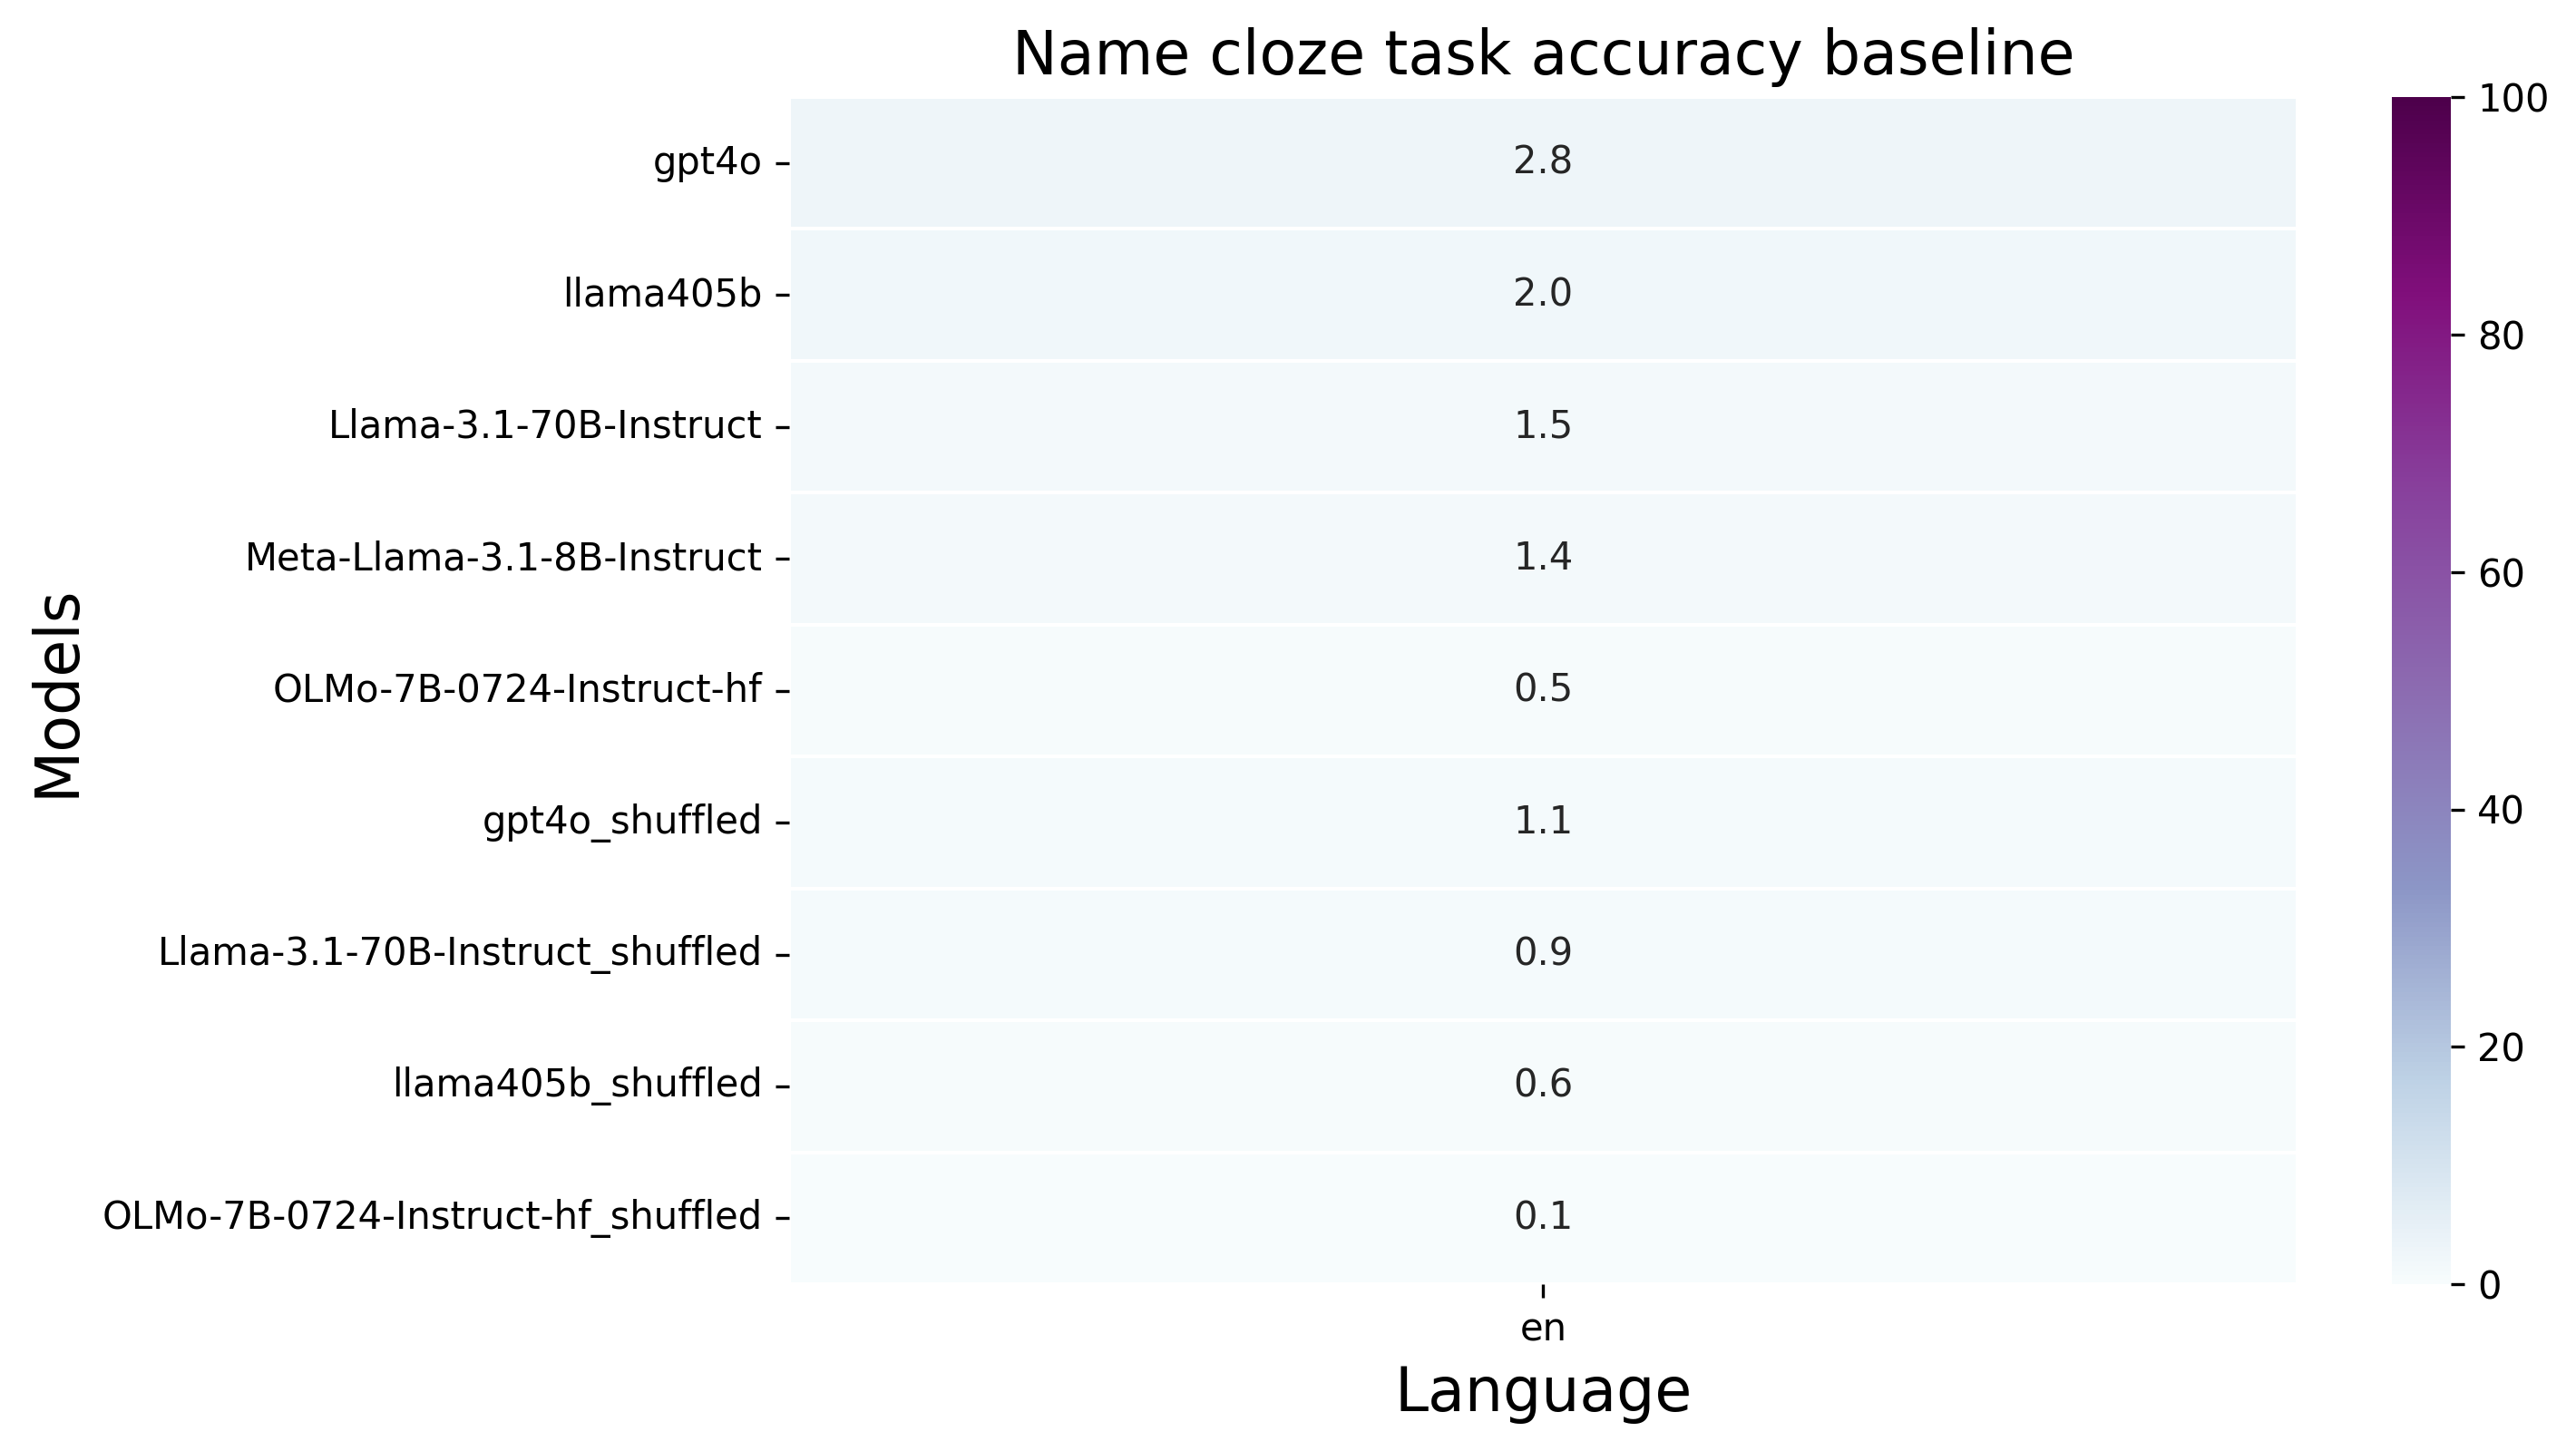 Name cloze task accuracy baseline
Models
gpt4o 2.8
llama405b 2.0
Llama-3.1-70B-Instruct 1.5
Meta-Llama-3.1-8B-Instruct 1.4
OLMo-7B-0724-Instruct-hf 0.5
gpt4o_shuffled 1.1
Llama-3.1-70B-Instruct_shuffled 0.9
llama405b_shuffled 0.6
OLMo-7B-0724-Instruct-hf_shuffled 0.1
en
Language
100
80
60
40
20
0